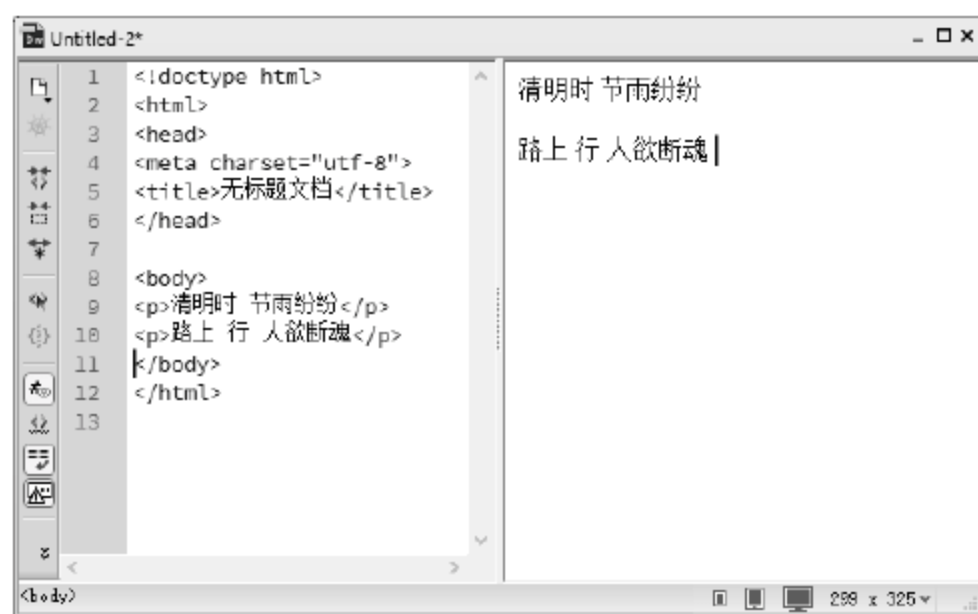 Untitled-2*
1 <!doctype html>
2 <html>
3 <head>
4 <meta charset="utf-8">
5 <title>无标题文档</title>
6 </head>
7
8 <body>
9 <p>清明时 节雨纷纷</p>
10 <p>路上 行 人欲断魂</p>
11 </body>
12 </html>
13
清明时 节雨纷纷
路上 行 人欲断魂
<body>
299 x 325